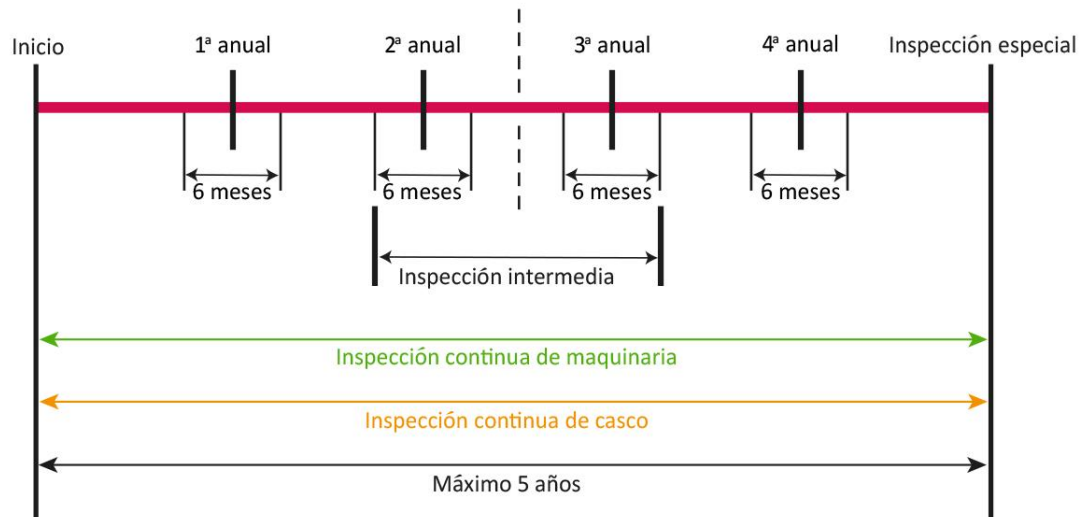 Inicio
1ª anual
2ª anual
3ª anual
4ª anual
Inspección especial
6 meses
6 meses
6 meses
6 meses
Inspección intermedia
Inspección continua de maquinaria
Inspección continua de casco
Máximo 5 años